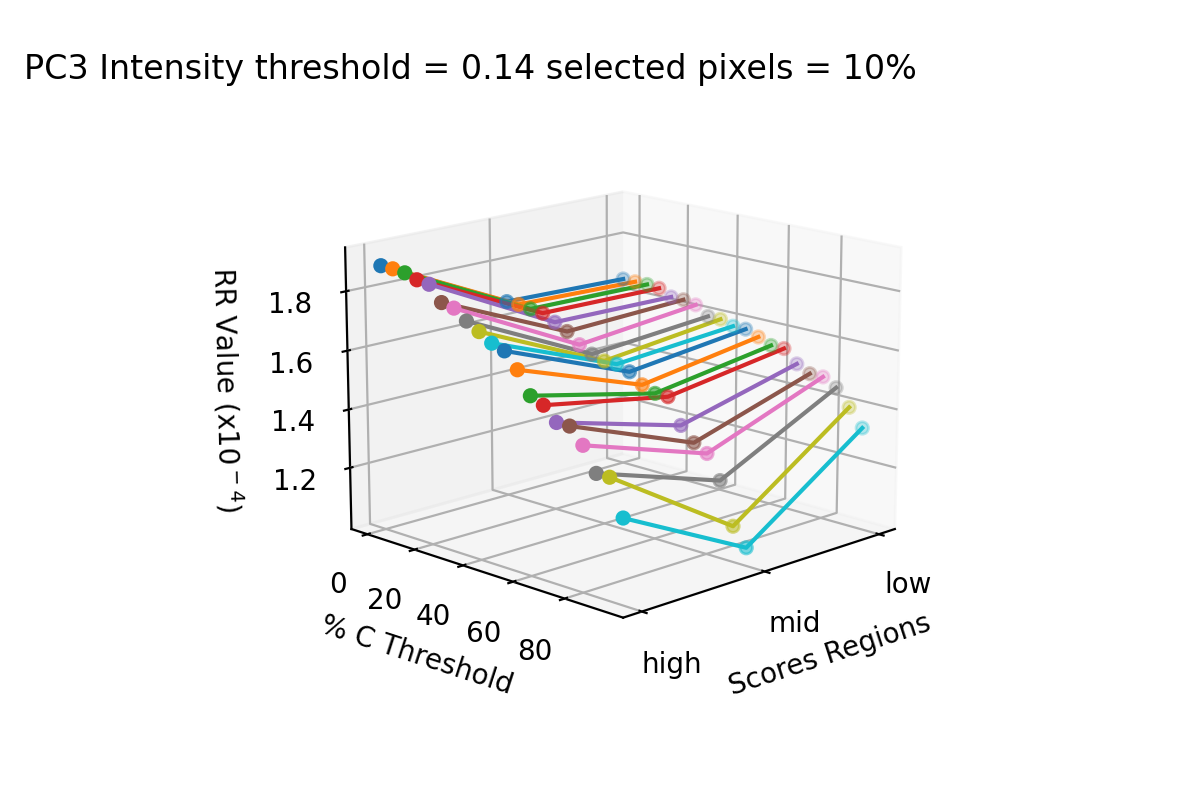 PC3 Intensity threshold = 0.14 selected pixels = 10%
RR Value (x10⁻⁴)
1.8
1.6
1.4
1.2
0
20
40
60
80
% C Threshold
high
mid
low
Scores Regions